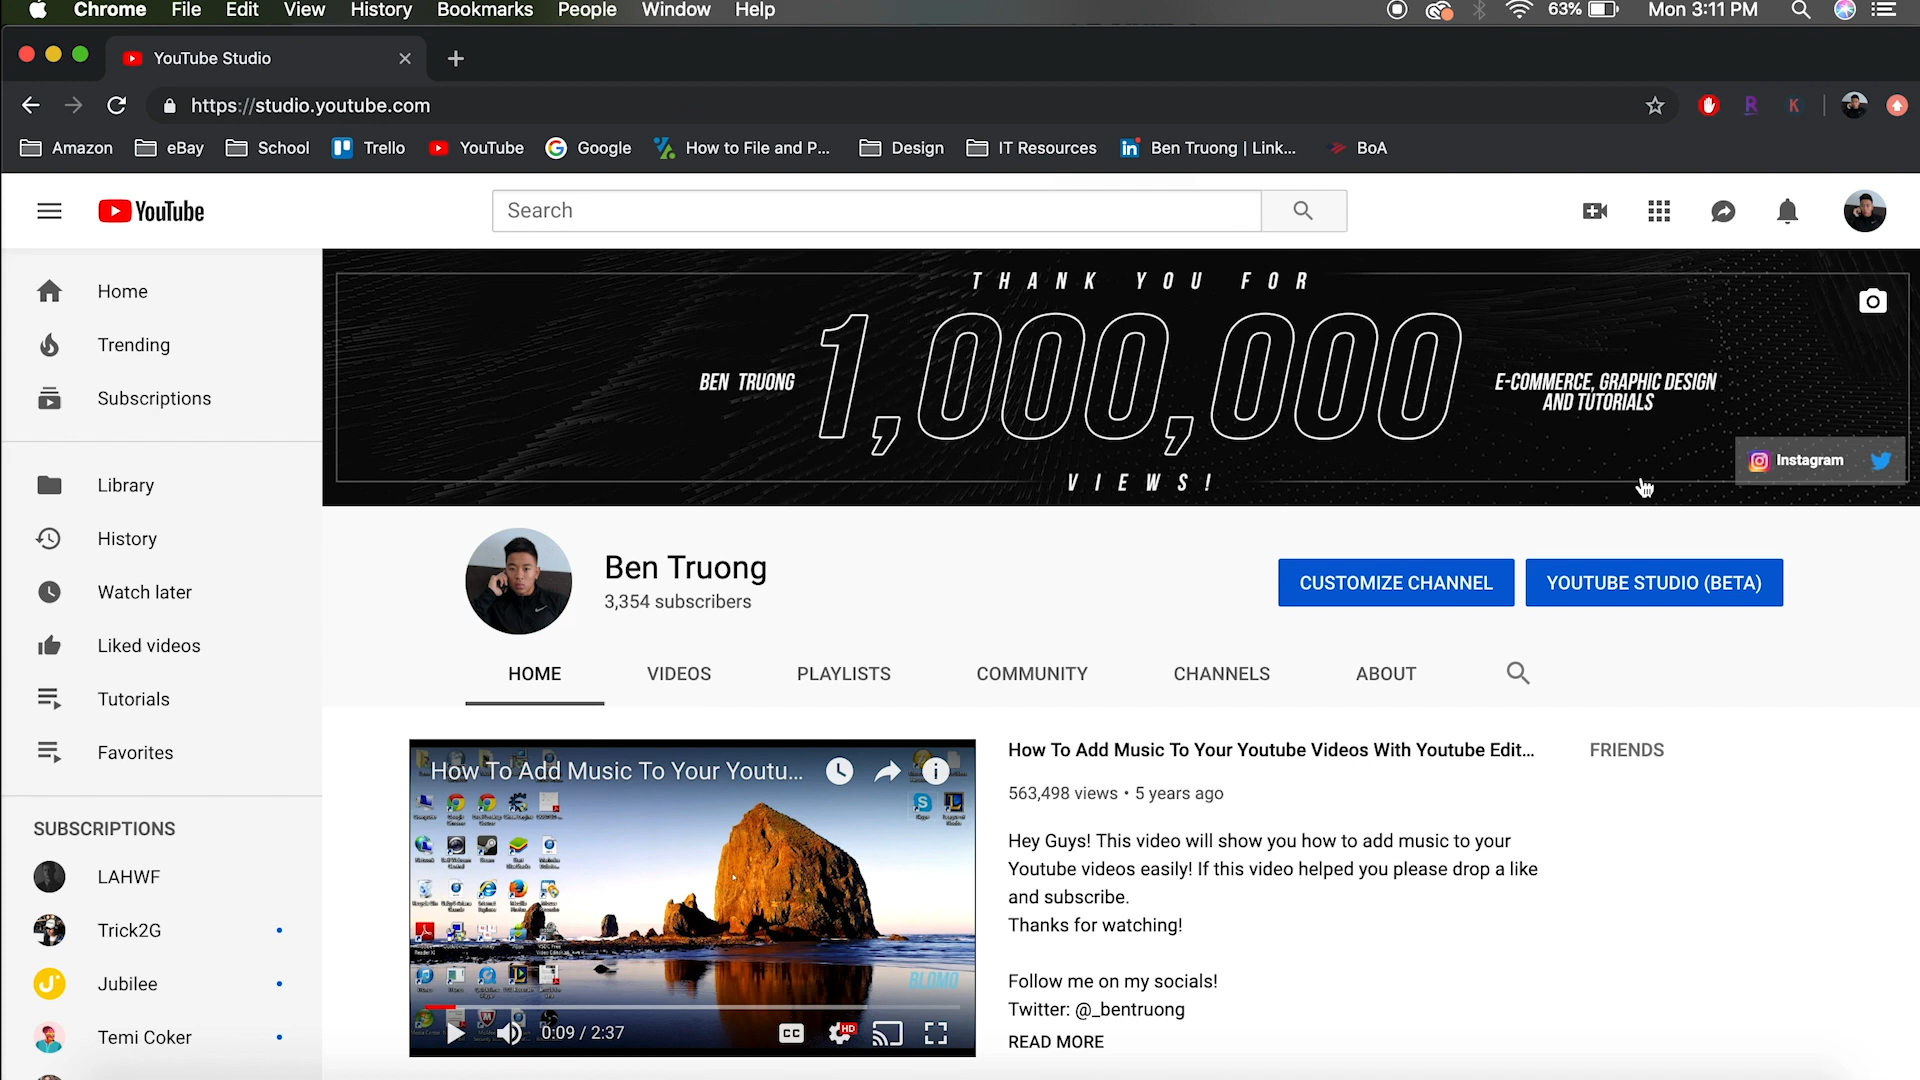 Chrome File Edit View History Bookmarks People Window Help 63% Mon 3:11 PM
YouTube Studio
https://studio.youtube.com
Amazon eBay School Trello YouTube Google How to File and P... Design IT Resources Ben Truong | Link... BoA
YouTube
Search
Home
Trending
Subscriptions
Library
History
Watch later
Liked videos
Tutorials
Favorites
SUBSCRIPTIONS
LAHWF
Trick2G
Jubilee
Temi Coker
THANK YOU FOR
BEN TRUONG
1,000,000
E-COMMERCE, GRAPHIC DESIGN
AND TUTORIALS
VIEWS!
Instagram
Ben Truong
3,354 subscribers
CUSTOMIZE CHANNEL
YOUTUBE STUDIO (BETA)
HOME VIDEOS PLAYLISTS COMMUNITY CHANNELS ABOUT
How To Add Music To Your Youtu...
BLOMO
0:09 / 2:37
CC
HD
How To Add Music To Your Youtube Videos With Youtube Edit...
563,498 views • 5 years ago
Hey Guys! This video will show you how to add music to your
Youtube videos easily! If this video helped you please drop a like
and subscribe.
Thanks for watching!
Follow me on my socials!
Twitter: @_bentruong
READ MORE
FRIENDS